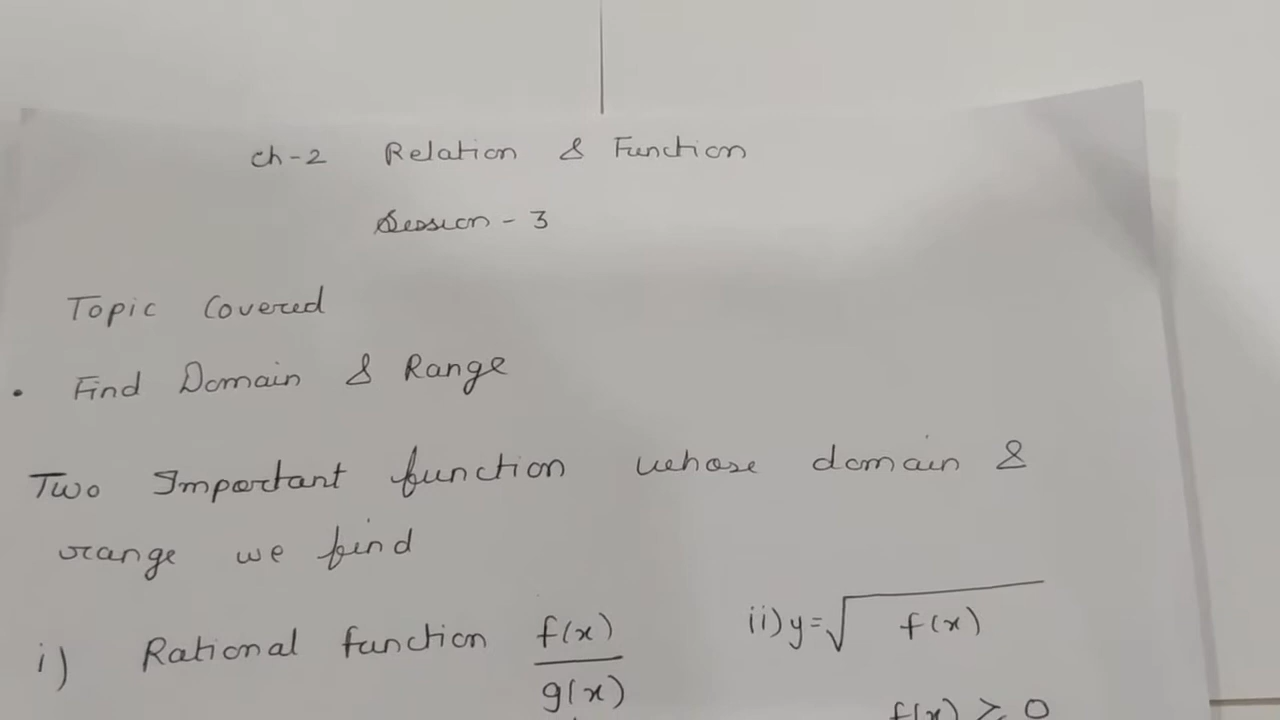 Ch-2 Relation & Function
Session - 3
Topic Covered
• Find Domain & Range
Two Important function whose domain &
range we find
i) Rational function f(x)/g(x)
ii) y=√f(x)
f(x) ≥ 0